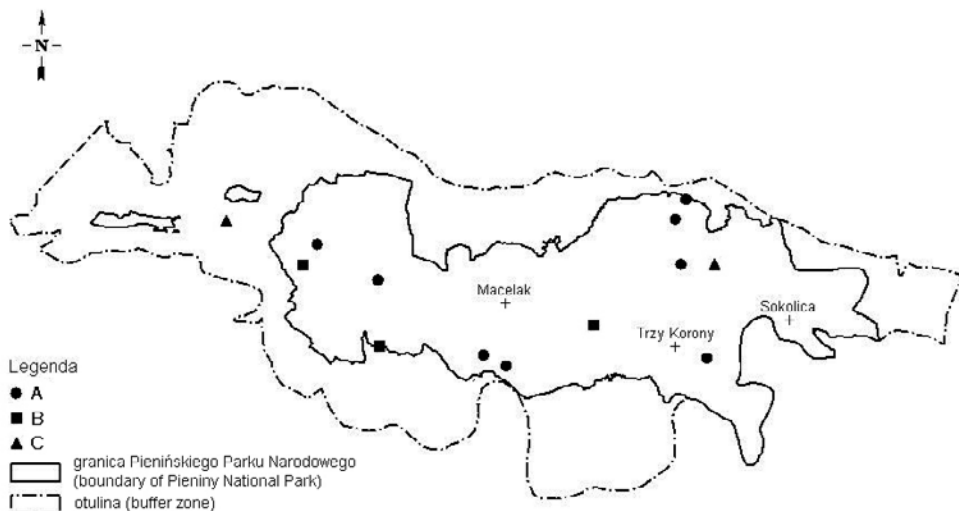 N
Macelak
Sokolica
Trzy Korony
Legenda
A
B
C
granica Pienińskiego Parku Narodowego
(boundary of Pieniny National Park)
otulina (buffer zone)